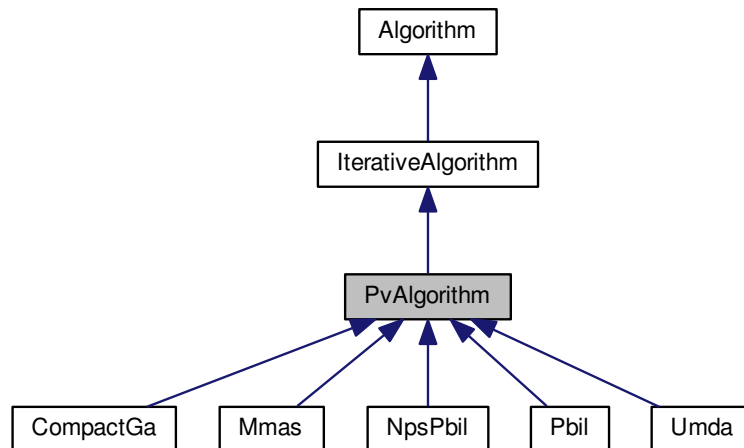 Algorithm
IterativeAlgorithm
PvAlgorithm
CompactGa
Mmas
NpsPbil
Pbil
Umda